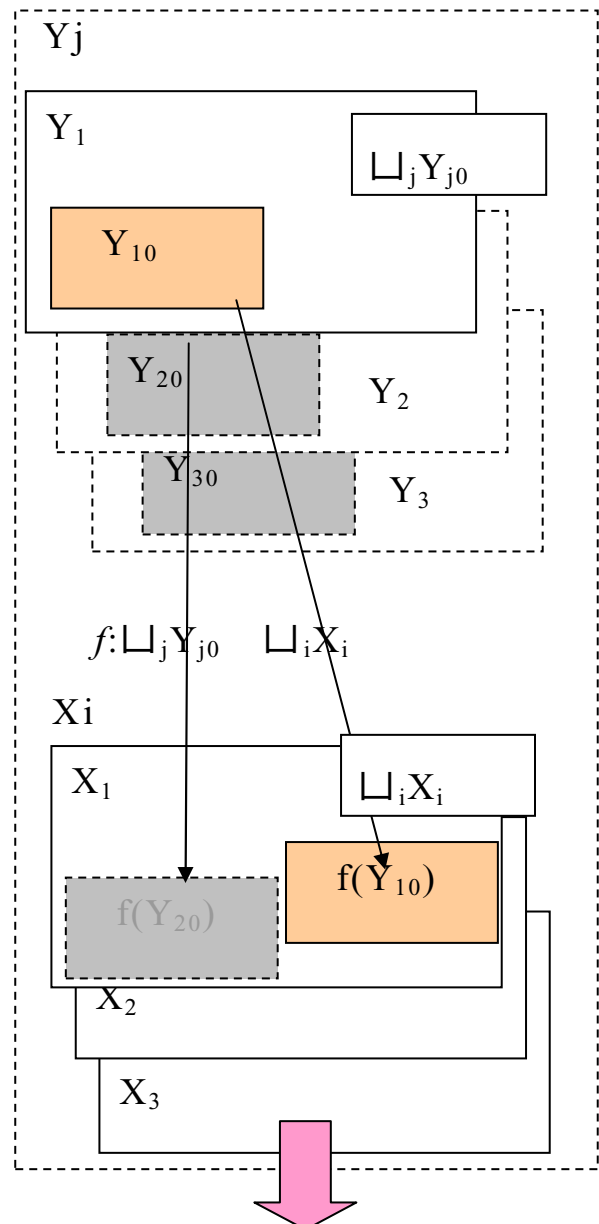 Yj
Y₁
⊔ⱼYⱼ₀
Y₁₀
Y₂₀
Y₂
Y₃₀
Y₃
f:⊔ⱼYⱼ₀ ⊔ᵢXᵢ
Xi
X₁
⊔ᵢXᵢ
f(Y₁₀)
f(Y₂₀)
X₂
X₃